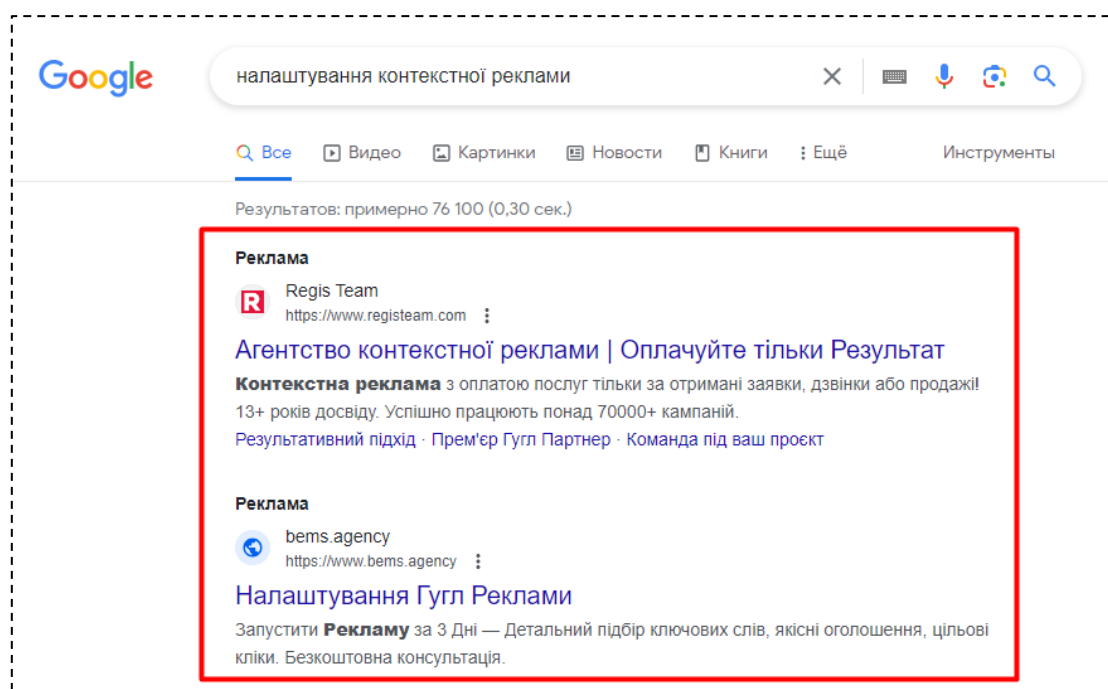 Google
налаштування контекстної реклами
Все Видео Картинки Новости Книги Ещё Инструменты
Результатов: примерно 76 100 (0,30 сек.)
Реклама
R
Regis Team
https://www.registeam.com
Агентство контекстної реклами | Оплачуйте тільки Результат
Контекстна реклама з оплатою послуг тільки за отримані заявки, дзвінки або продажі!
13+ років досвіду. Успішно працюють понад 70000+ кампаній.
Результативний підхід · Прем'єр Гугл Партнер · Команда під ваш проєкт
Реклама
bems.agency
https://www.bems.agency
Налаштування Гугл Реклами
Запустити Рекламу за 3 Дні — Детальний підбір ключових слів, якісні оголошення, цільові
кліки. Безкоштовна консультація.